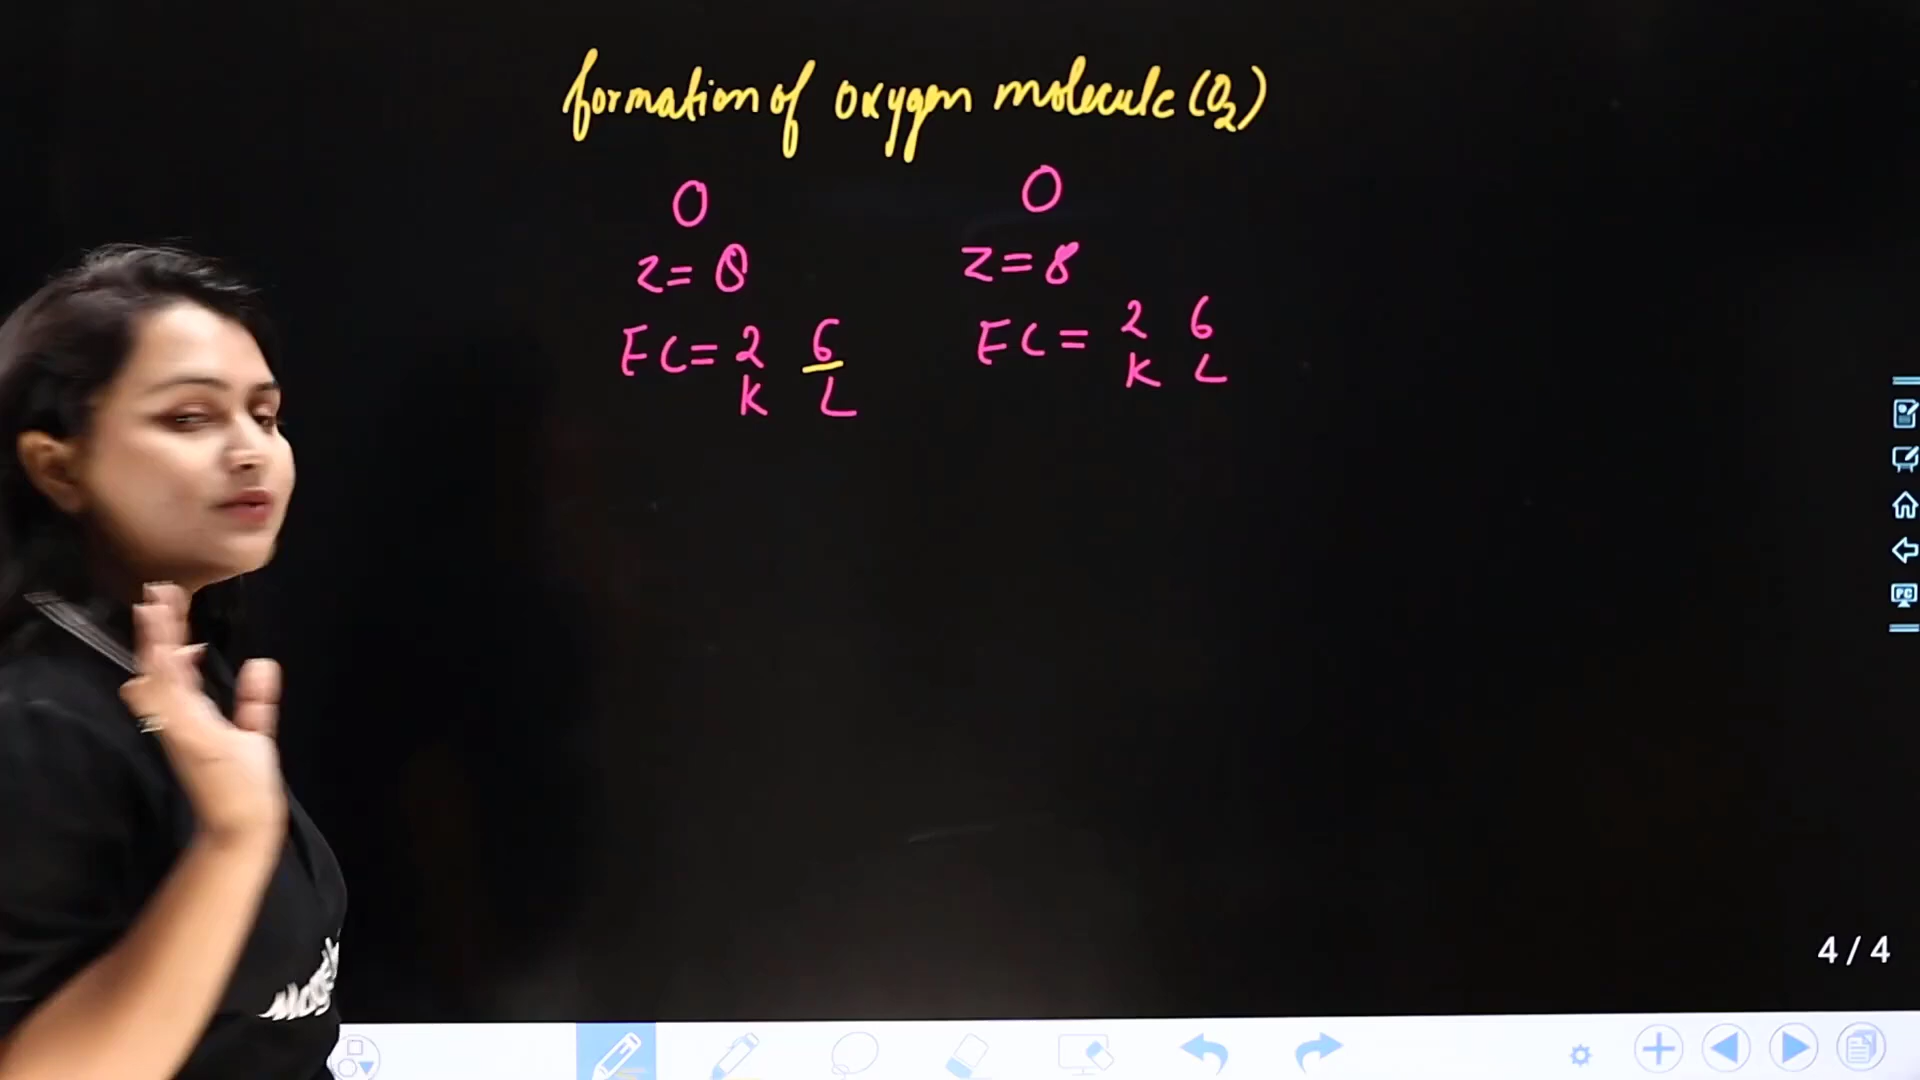 formation of oxygen molecule (O2)
O O
Z = 8 Z = 8
EC = 2 6 EC = 2 6
K L K L
4 / 4